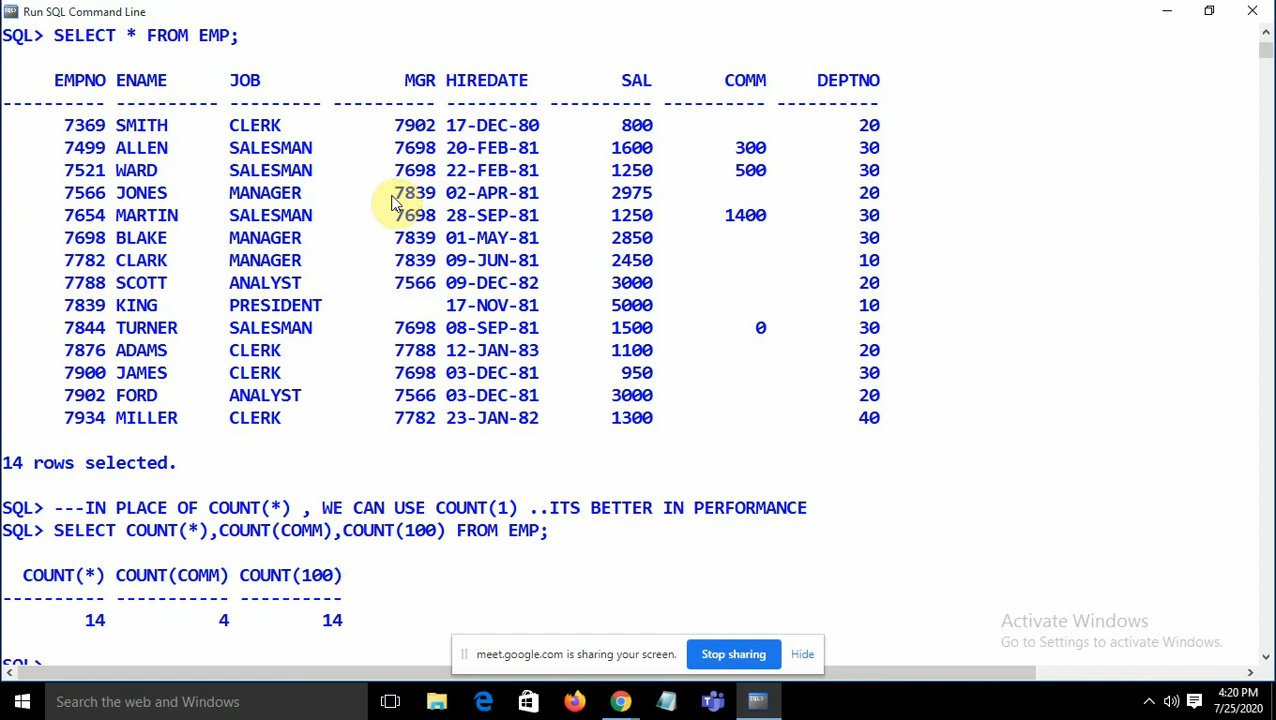 Run SQL Command Line
SQL> SELECT * FROM EMP;
EMPNO ENAME JOB MGR HIREDATE SAL COMM DEPTNO
---------- ---------- --------- ---------- --------- ---------- ---------- ----------
7369 SMITH CLERK 7902 17-DEC-80 800 20
7499 ALLEN SALESMAN 7698 20-FEB-81 1600 300 30
7521 WARD SALESMAN 7698 22-FEB-81 1250 500 30
7566 JONES MANAGER 7839 02-APR-81 2975 20
7654 MARTIN SALESMAN 7698 28-SEP-81 1250 1400 30
7698 BLAKE MANAGER 7839 01-MAY-81 2850 30
7782 CLARK MANAGER 7839 09-JUN-81 2450 10
7788 SCOTT ANALYST 7566 09-DEC-82 3000 20
7839 KING PRESIDENT 17-NOV-81 5000 10
7844 TURNER SALESMAN 7698 08-SEP-81 1500 0 30
7876 ADAMS CLERK 7788 12-JAN-83 1100 20
7900 JAMES CLERK 7698 03-DEC-81 950 30
7902 FORD ANALYST 7566 03-DEC-81 3000 20
7934 MILLER CLERK 7782 23-JAN-82 1300 40
14 rows selected.
SQL> ---IN PLACE OF COUNT(*) , WE CAN USE COUNT(1) ..ITS BETTER IN PERFORMANCE
SQL> SELECT COUNT(*),COUNT(COMM),COUNT(100) FROM EMP;
COUNT(*) COUNT(COMM) COUNT(100)
---------- ----------- ----------
14 4 14
SQL>
Activate Windows
Go to Settings to activate Windows.
meet.google.com is sharing your screen. Stop sharing Hide
Search the web and Windows
4:20 PM
7/25/2020